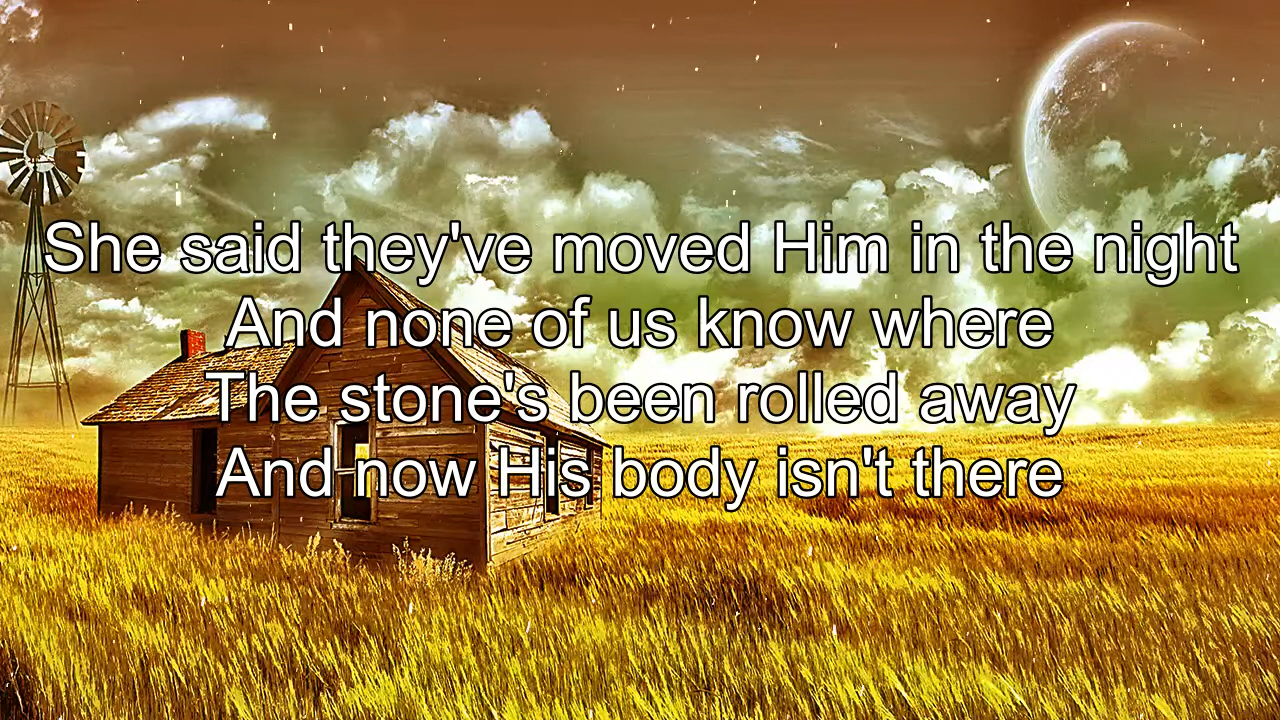 She said they've moved Him in the night
And none of us know where
The stone's been rolled away
And now His body isn't there